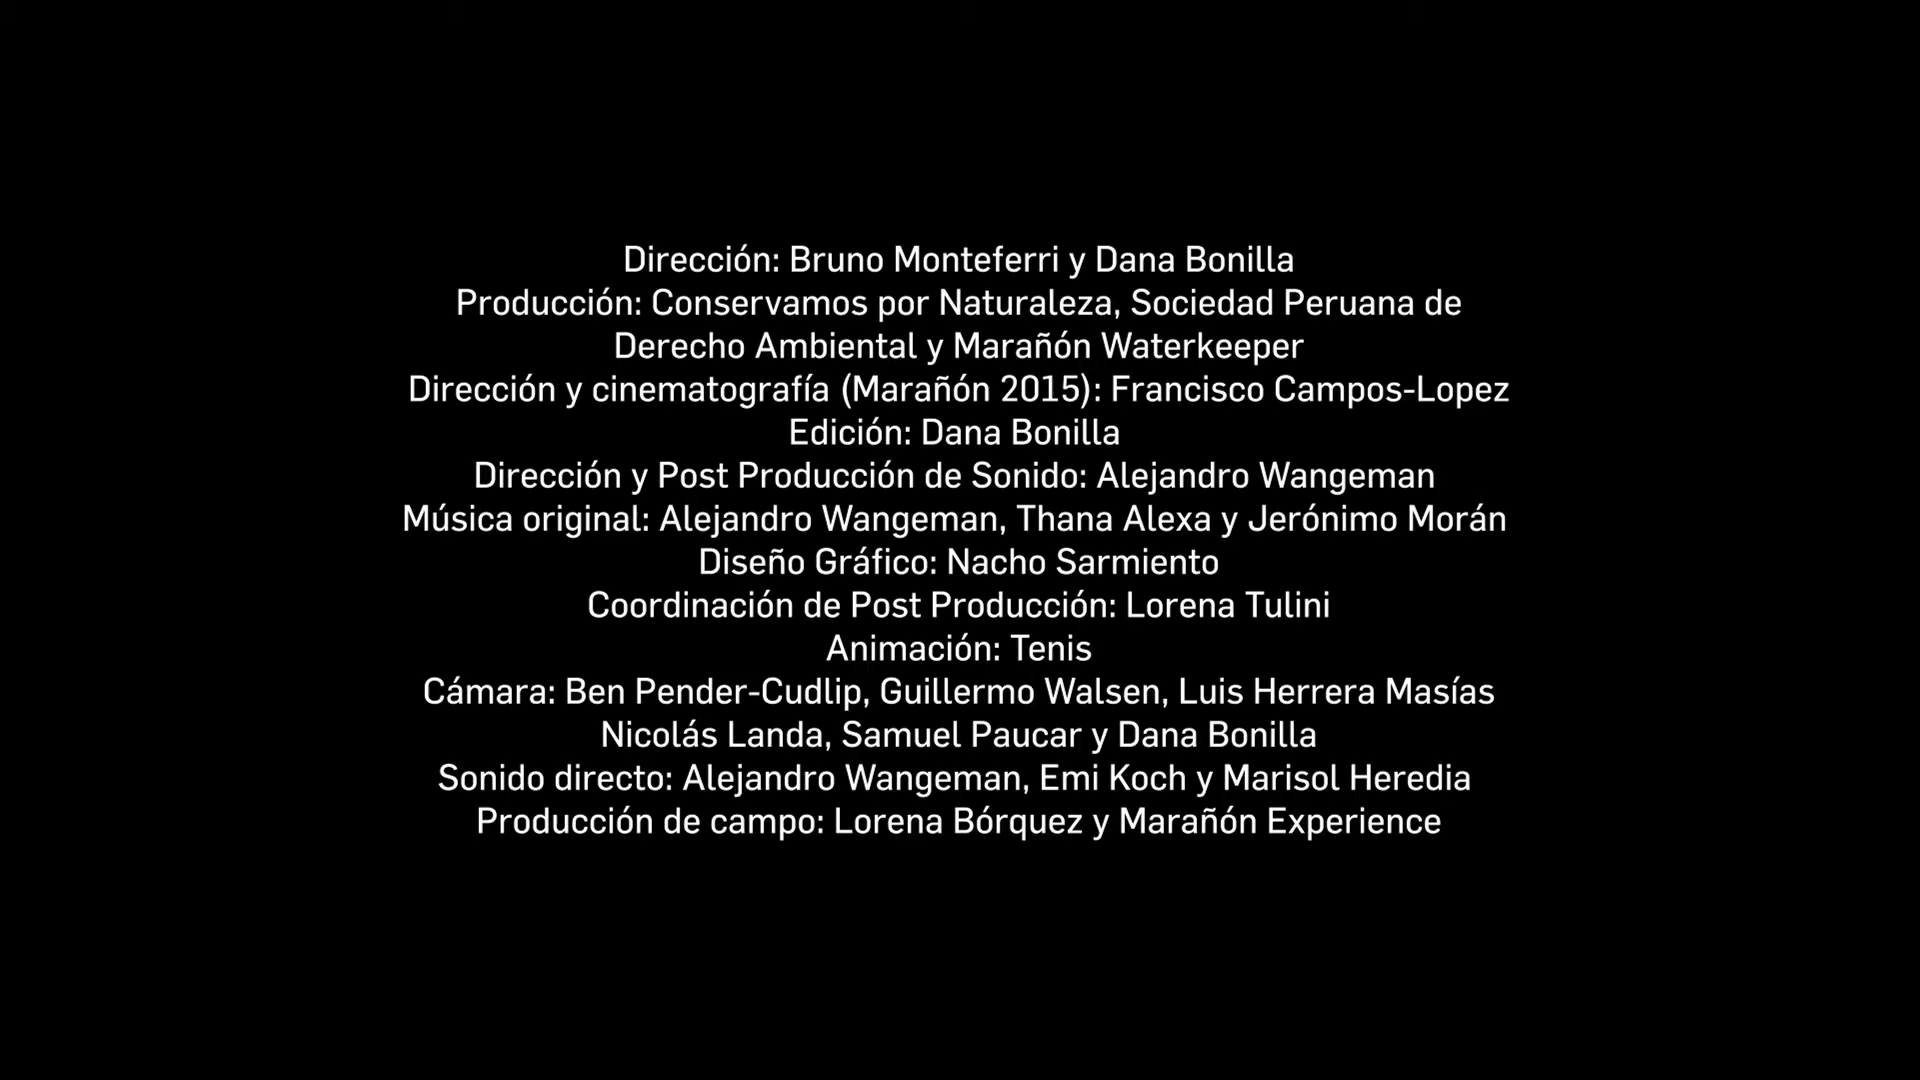 Dirección: Bruno Monteferri y Dana Bonilla
Producción: Conservamos por Naturaleza, Sociedad Peruana de
Derecho Ambiental y Marañón Waterkeeper
Dirección y cinematografía (Marañón 2015): Francisco Campos-Lopez
Edición: Dana Bonilla
Dirección y Post Producción de Sonido: Alejandro Wangeman
Música original: Alejandro Wangeman, Thana Alexa y Jerónimo Morán
Diseño Gráfico: Nacho Sarmiento
Coordinación de Post Producción: Lorena Tulini
Animación: Tenis
Cámara: Ben Pender-Cudlip, Guillermo Walsen, Luis Herrera Masías
Nicolás Landa, Samuel Paucar y Dana Bonilla
Sonido directo: Alejandro Wangeman, Emi Koch y Marisol Heredia
Producción de campo: Lorena Bórquez y Marañón Experience